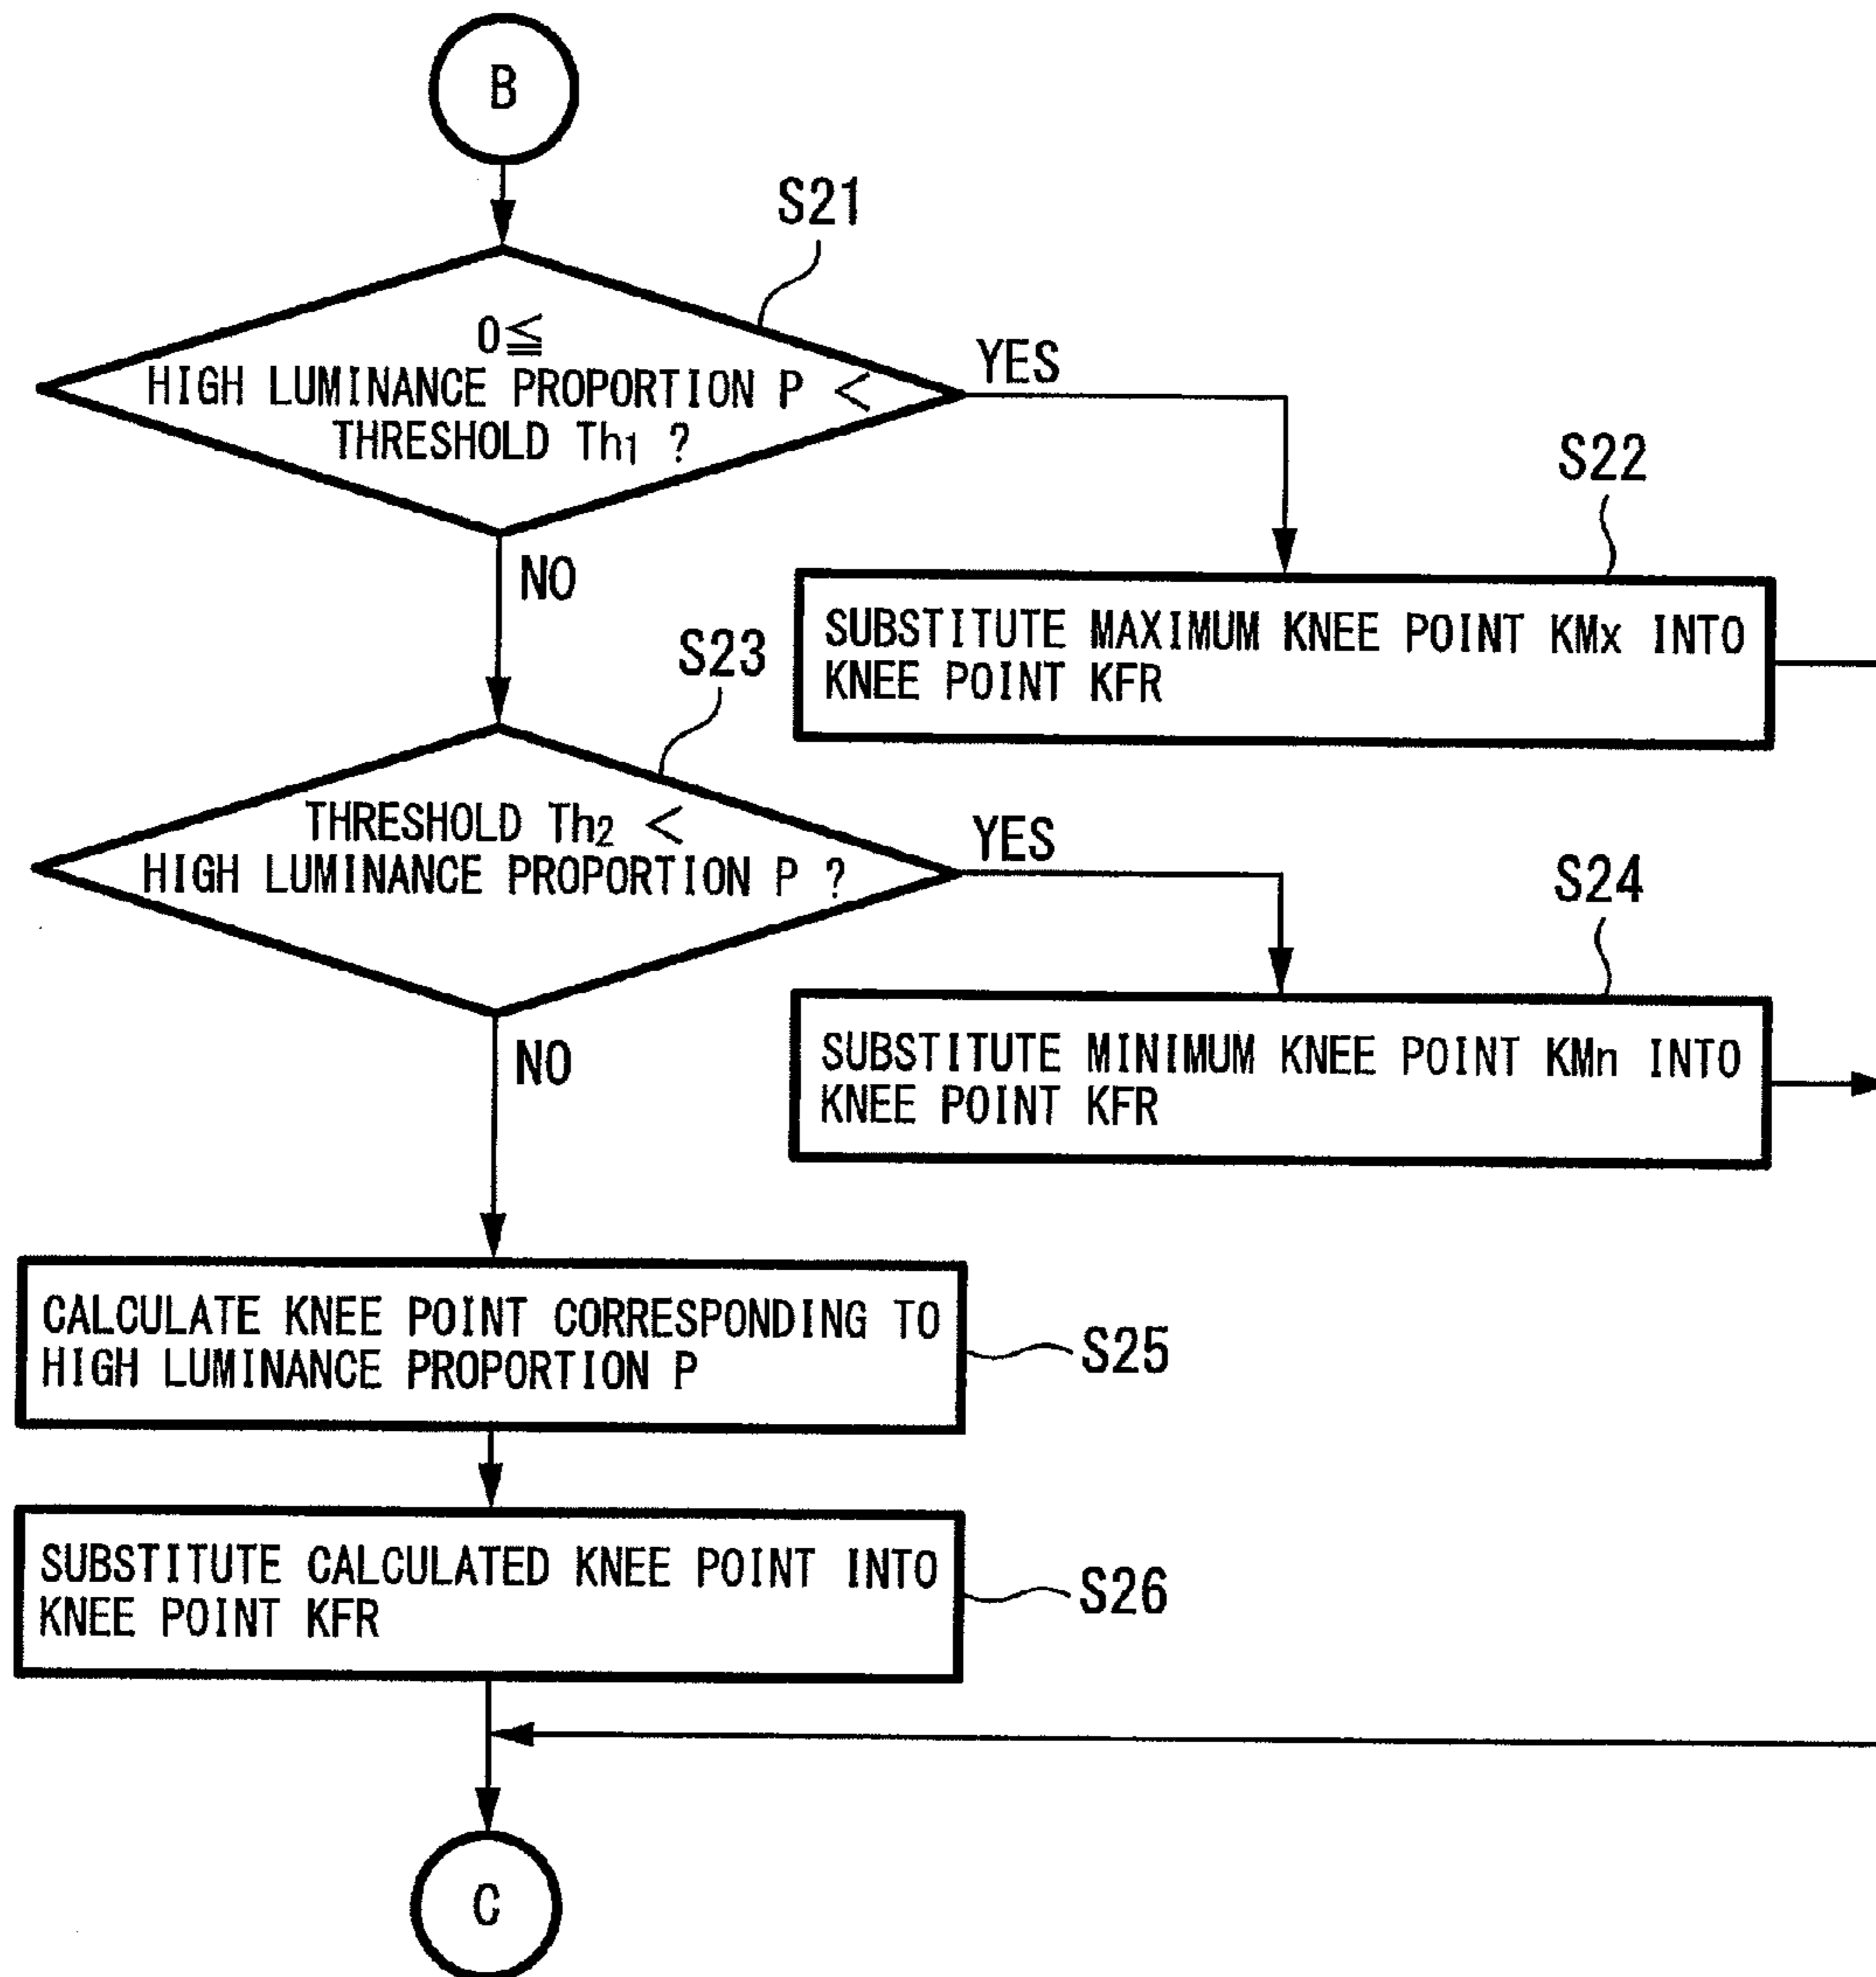 B
S21
0≦
HIGH LUMINANCE PROPORTION P <
THRESHOLD Th1 ?
YES
NO
S22
SUBSTITUTE MAXIMUM KNEE POINT KMx INTO
KNEE POINT KFR
S23
THRESHOLD Th2 <
HIGH LUMINANCE PROPORTION P ?
YES
NO
S24
SUBSTITUTE MINIMUM KNEE POINT KMn INTO
KNEE POINT KFR
CALCULATE KNEE POINT CORRESPONDING TO
HIGH LUMINANCE PROPORTION P
S25
SUBSTITUTE CALCULATED KNEE POINT INTO
KNEE POINT KFR
S26
C